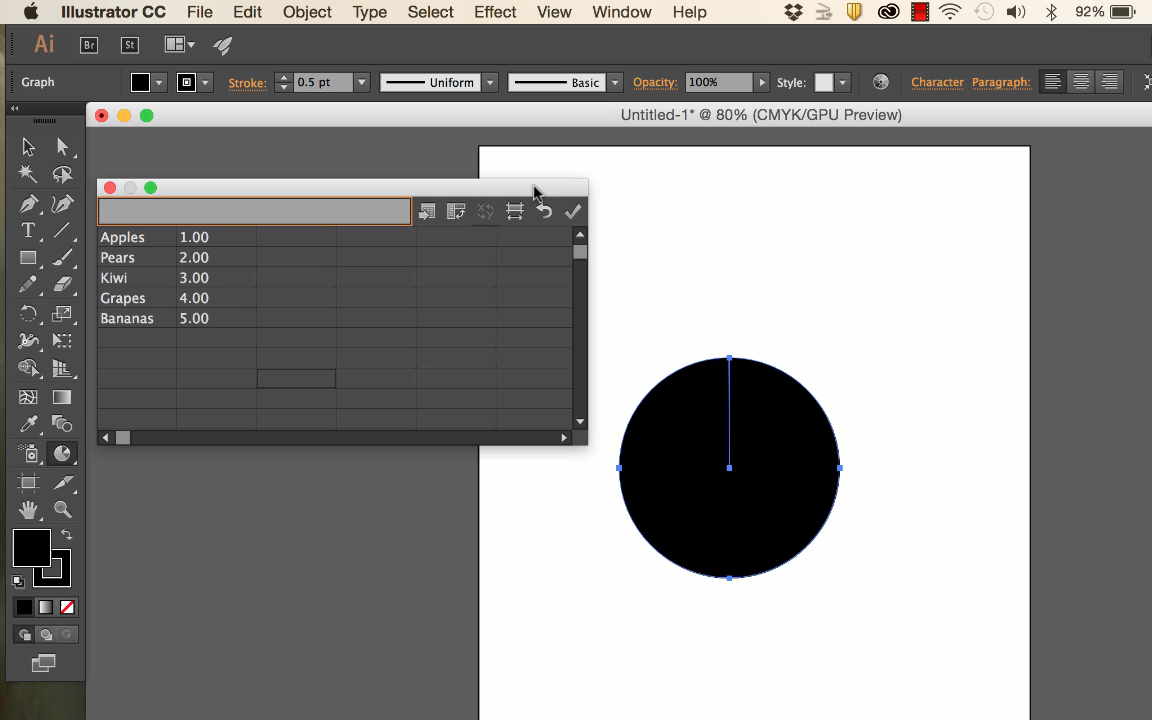 Illustrator CC File Edit Object Type Select Effect View Window Help 92%
Ai Br St
Graph Stroke: 0.5 pt Uniform Basic Opacity: 100% Style: Character Paragraph:
Untitled-1* @ 80% (CMYK/GPU Preview)
Apples 1.00
Pears 2.00
Kiwi 3.00
Grapes 4.00
Bananas 5.00